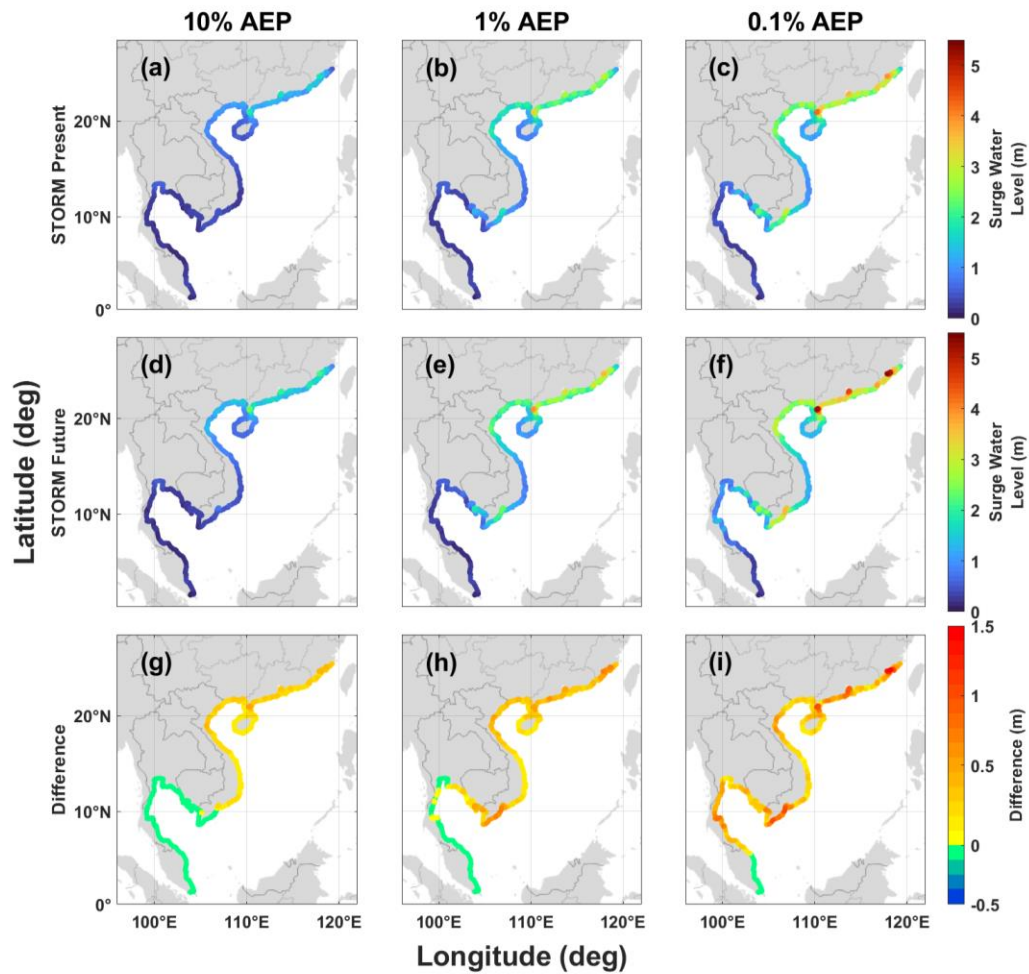 10% AEP 1% AEP 0.1% AEP
(a) (b) (c)
STORM Present
20°N
10°N
0°
5
4
3
2
1
0
Surge Water
Level (m)
(d) (e) (f)
STORM Future
20°N
10°N
0°
5
4
3
2
1
0
Surge Water
Level (m)
Latitude (deg)
(g) (h) (i)
Difference
20°N
10°N
0°
1.5
1
0.5
0
-0.5
Difference (m)
100°E 110°E 120°E 100°E 110°E 120°E 100°E 110°E 120°E
Longitude (deg)